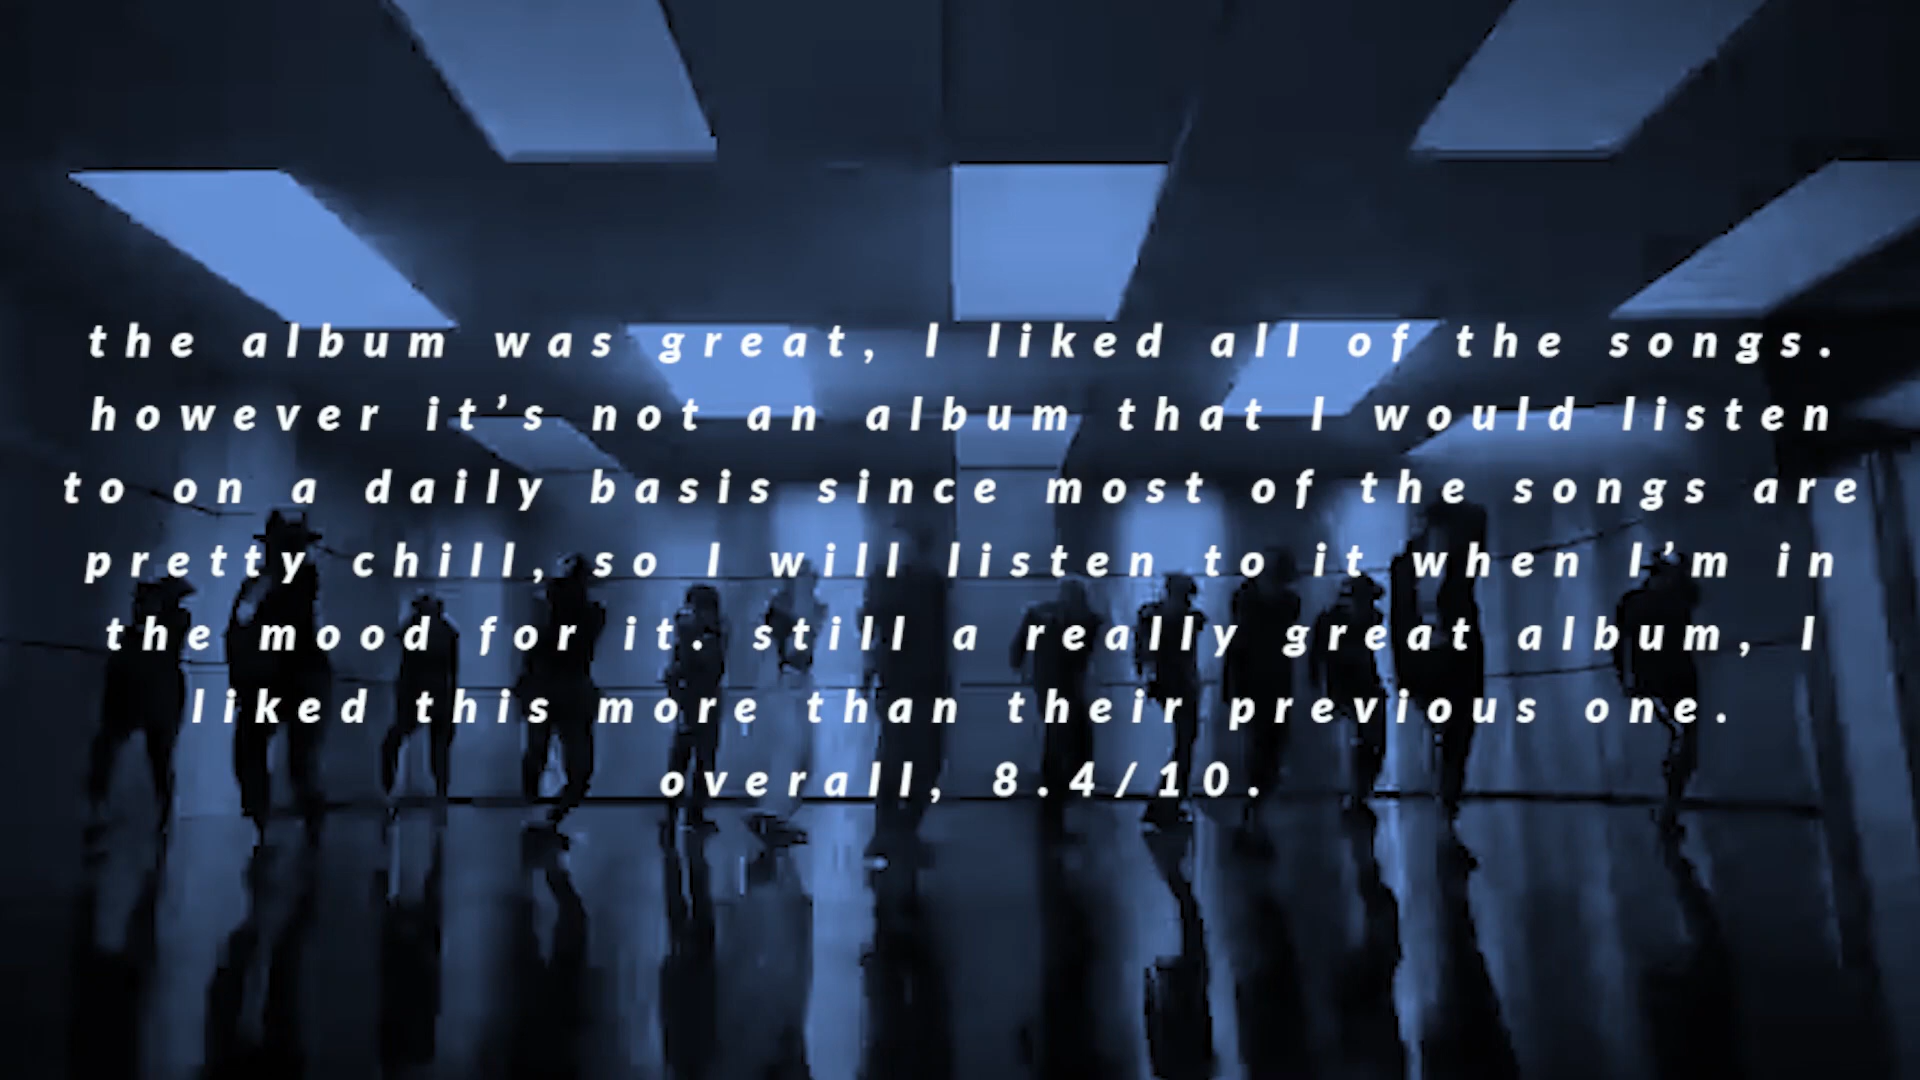 the album was great, I liked all of the songs.
however it’s not an album that I would listen
to on a daily basis since most of the songs are
pretty chill, so I will listen to it when I’m in
the mood for it. still a really great album, I
liked this more than their previous one.
overall, 8.4/10.